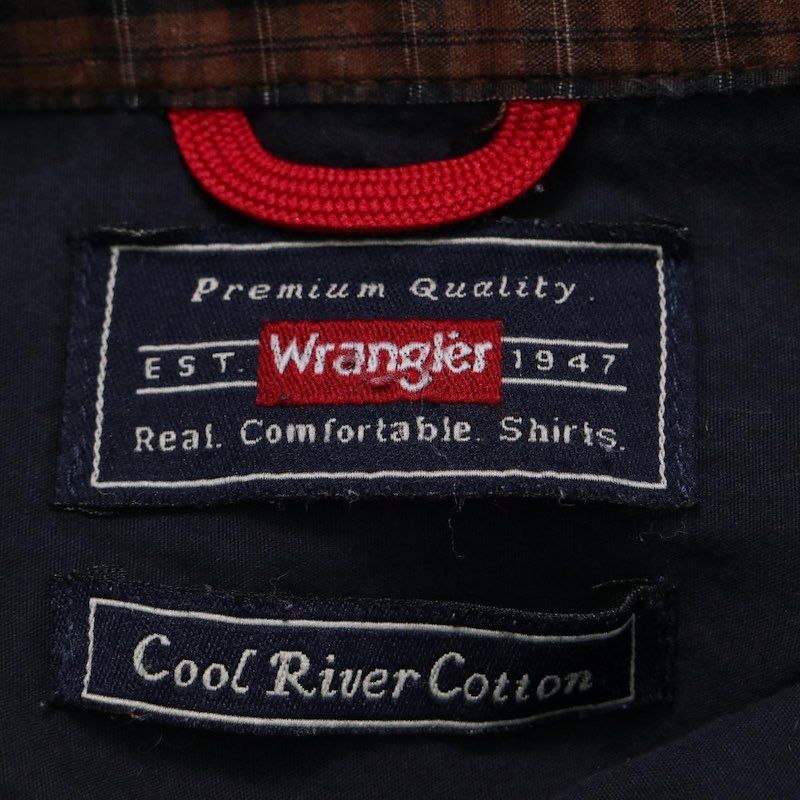 Premium Quality.
EST. Wrangler 1947
Real. Comfortable. Shirts.
Cool River Cotton